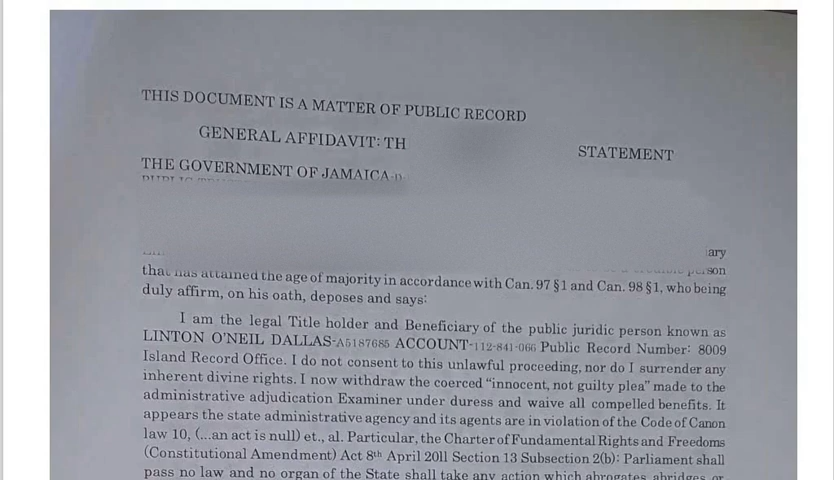 THIS DOCUMENT IS A MATTER OF PUBLIC RECORD
GENERAL AFFIDAVIT: TH STATEMENT
THE GOVERNMENT OF JAMAICA
ary
that has attained the age of majority in accordance with Can. 97 §1 and Can. 98 §1, who being
duly affirm, on his oath, deposes and says:
I am the legal Title holder and Beneficiary of the public juridic person known as
LINTON O'NEIL DALLAS-A5187685 ACCOUNT-112-841-066 Public Record Number: 8009
Island Record Office. I do not consent to this unlawful proceeding, nor do I surrender any
inherent divine rights. I now withdraw the coerced "innocent, not guilty plea" made to the
administrative adjudication Examiner under duress and waive all compelled benefits. It
appears the state administrative agency and its agents are in violation of the Code of Canon
law 10, (...an act is null) et., al. Particular, the Charter of Fundamental Rights and Freedoms
(Constitutional Amendment) Act 8th April 2011 Section 13 Subsection 2(b): Parliament shall
pass no law and no organ of the State shall take any action which abrogates, abridges or